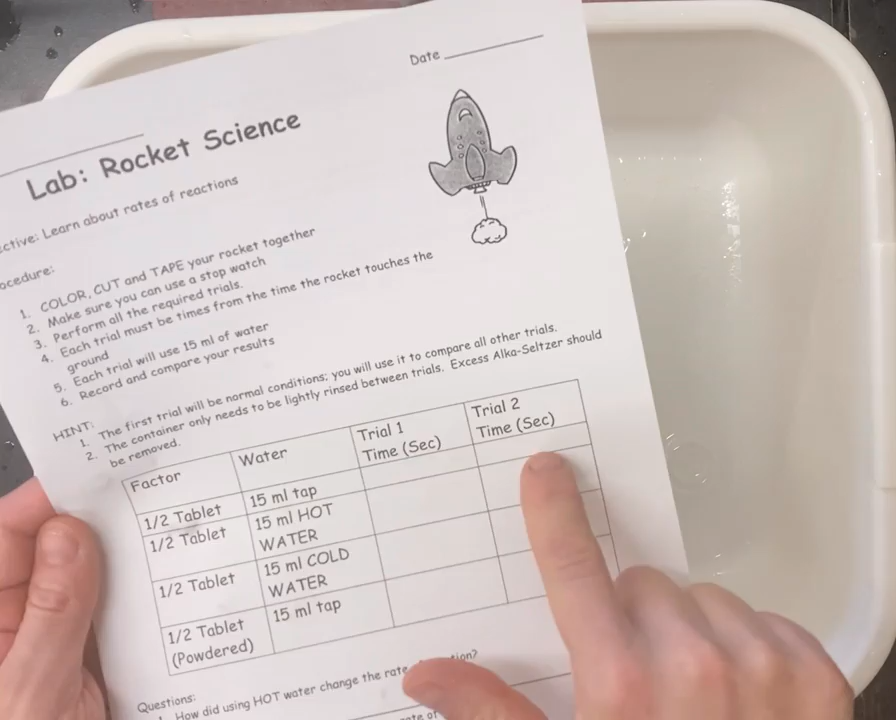 Date
Lab: Rocket Science
ctive: Learn about rates of reactions
ocedure:
1. COLOR, CUT and TAPE your rocket together
2. Make sure you can use a stop watch
3. Perform all the required trials.
4. Each trial must be times from the time the rocket touches the
ground
5. Each trial will use 15 ml of water
6. Record and compare your results
HINT:
1. The first trial will be normal conditions; you will use it to compare all other trials.
2. The container only needs to be lightly rinsed between trials. Excess Alka-Seltzer should
be removed.
Factor Water Trial 1 Time (Sec) Trial 2 Time (Sec)
1/2 Tablet 15 ml tap
1/2 Tablet 15 ml HOT
WATER
1/2 Tablet 15 ml COLD
WATER
1/2 Tablet 15 ml tap
(Powdered)
Questions:
1. How did using HOT water change the rate